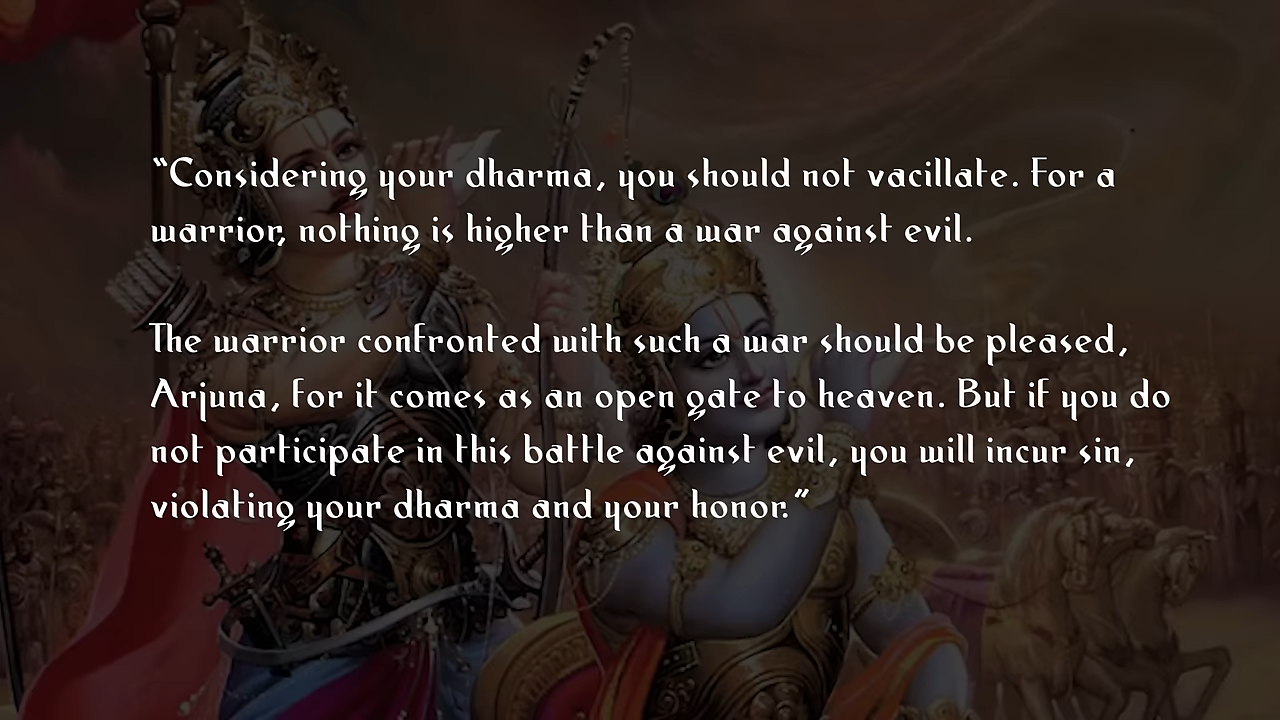 “Considering your dharma, you should not vacillate. For a
warrior, nothing is higher than a war against evil.
The warrior confronted with such a war should be pleased,
Arjuna, for it comes as an open gate to heaven. But if you do
not participate in this battle against evil, you will incur sin,
violating your dharma and your honor.”